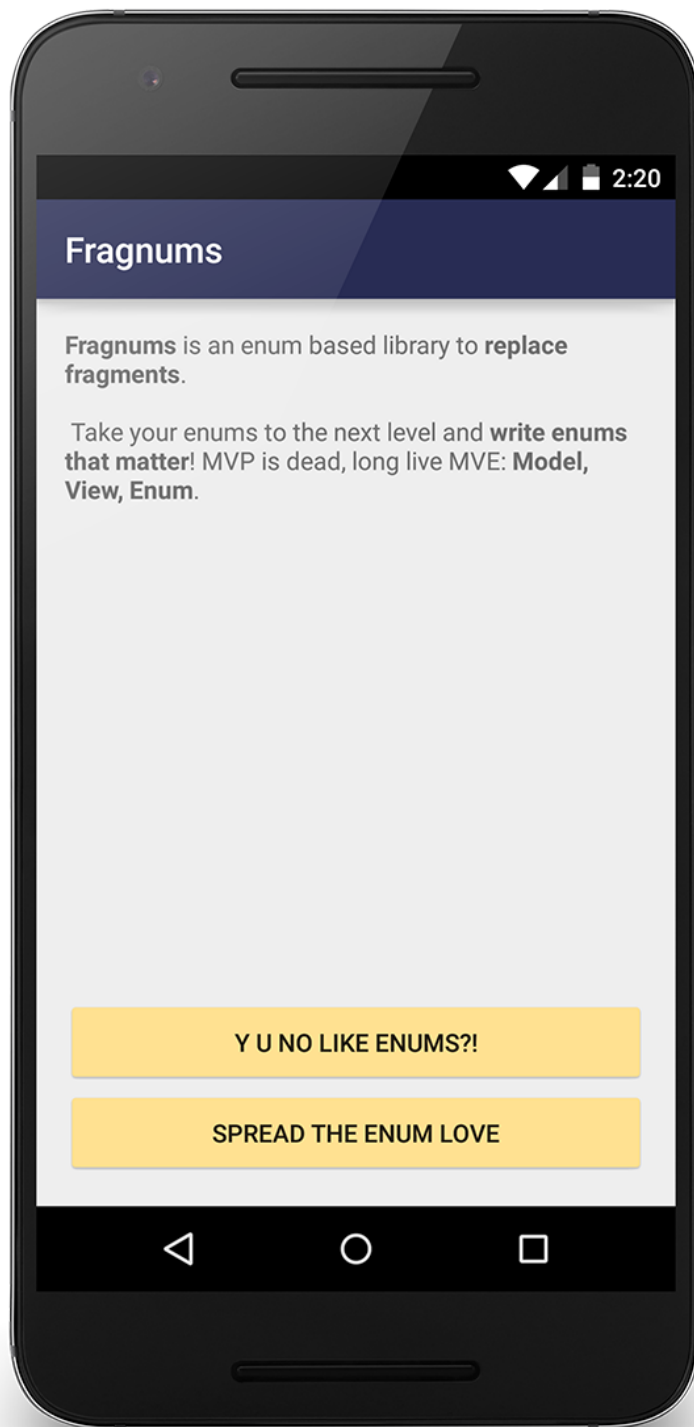 2:20
Fragnums
Fragnums is an enum based library to replace
fragments.
Take your enums to the next level and write enums
that matter! MVP is dead, long live MVE: Model,
View, Enum.
Y U NO LIKE ENUMS?!
SPREAD THE ENUM LOVE